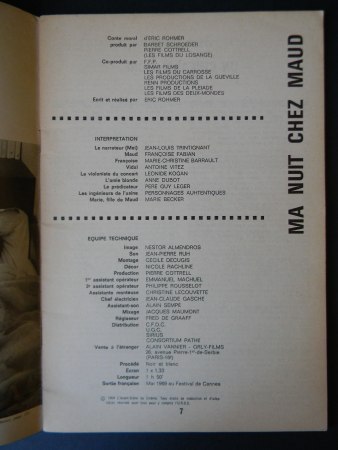 Conte moral d'ERIC ROHMER
produit par BARBET SCHROEDER
PIERRE COTTRELL
(LES FILMS DU LOSANGE)
Co-produit par F.F.P.
SIMAR FILMS
LES FILMS DU CARROSSE
LES PRODUCTIONS DE LA GUEVILLE
RENN PRODUCTIONS
LES FILMS DE LA PLEIADE
LES FILMS DES DEUX-MONDES
Ecrit et réalisé par ERIC ROHMER
MA NUIT CHEZ MAUD
INTERPRETATION
Le narrateur (Moi) JEAN-LOUIS TRINTIGNANT
Maud FRANÇOISE FABIAN
Françoise MARIE-CHRISTINE BARRAULT
Vidal ANTOINE VITEZ
Le violoniste du concert LEONIDE KOGAN
L'amie blonde ANNE DUBOT
Le prédicateur PERE GUY LEGER
Les ingénieurs de l'usine PERSONNAGES AUHTENTIQUES
Marie, fille de Maud MARIE BECKER
EQUIPE TECHNIQUE
Image NESTOR ALMENDROS
Son JEAN-PIERRE RUH
Montage CECILE DECUGIS
Décor NICOLE RACHLINE
Production PIERRE COTTRELL
1er assistant opérateur EMMANUEL MACHUEL
2e assistant opérateur PHILIPPE ROUSSELOT
Assistante monteuse CHRISTINE LECOUVETTE
Chef électricien JEAN-CLAUDE GASCHE
Assistant-son ALAIN SEMPÉ
Mixage JACQUES MAUMONT
Régisseur FRED DE GRAAFF
Distribution C.F.D.C.
U.G.C.
SIRIUS
CONSORTIUM PATHE
Vente à l'étranger ALAIN VANNIER - ORLY-FILMS
26, avenue Pierre-1er-de-Serbie
(PARIS-16e)
Procédé Noir et blanc
Ecran 1 x 1,33
Longueur 1 h 50'
Sortie française Mai 1969 au Festival de Cannes
7